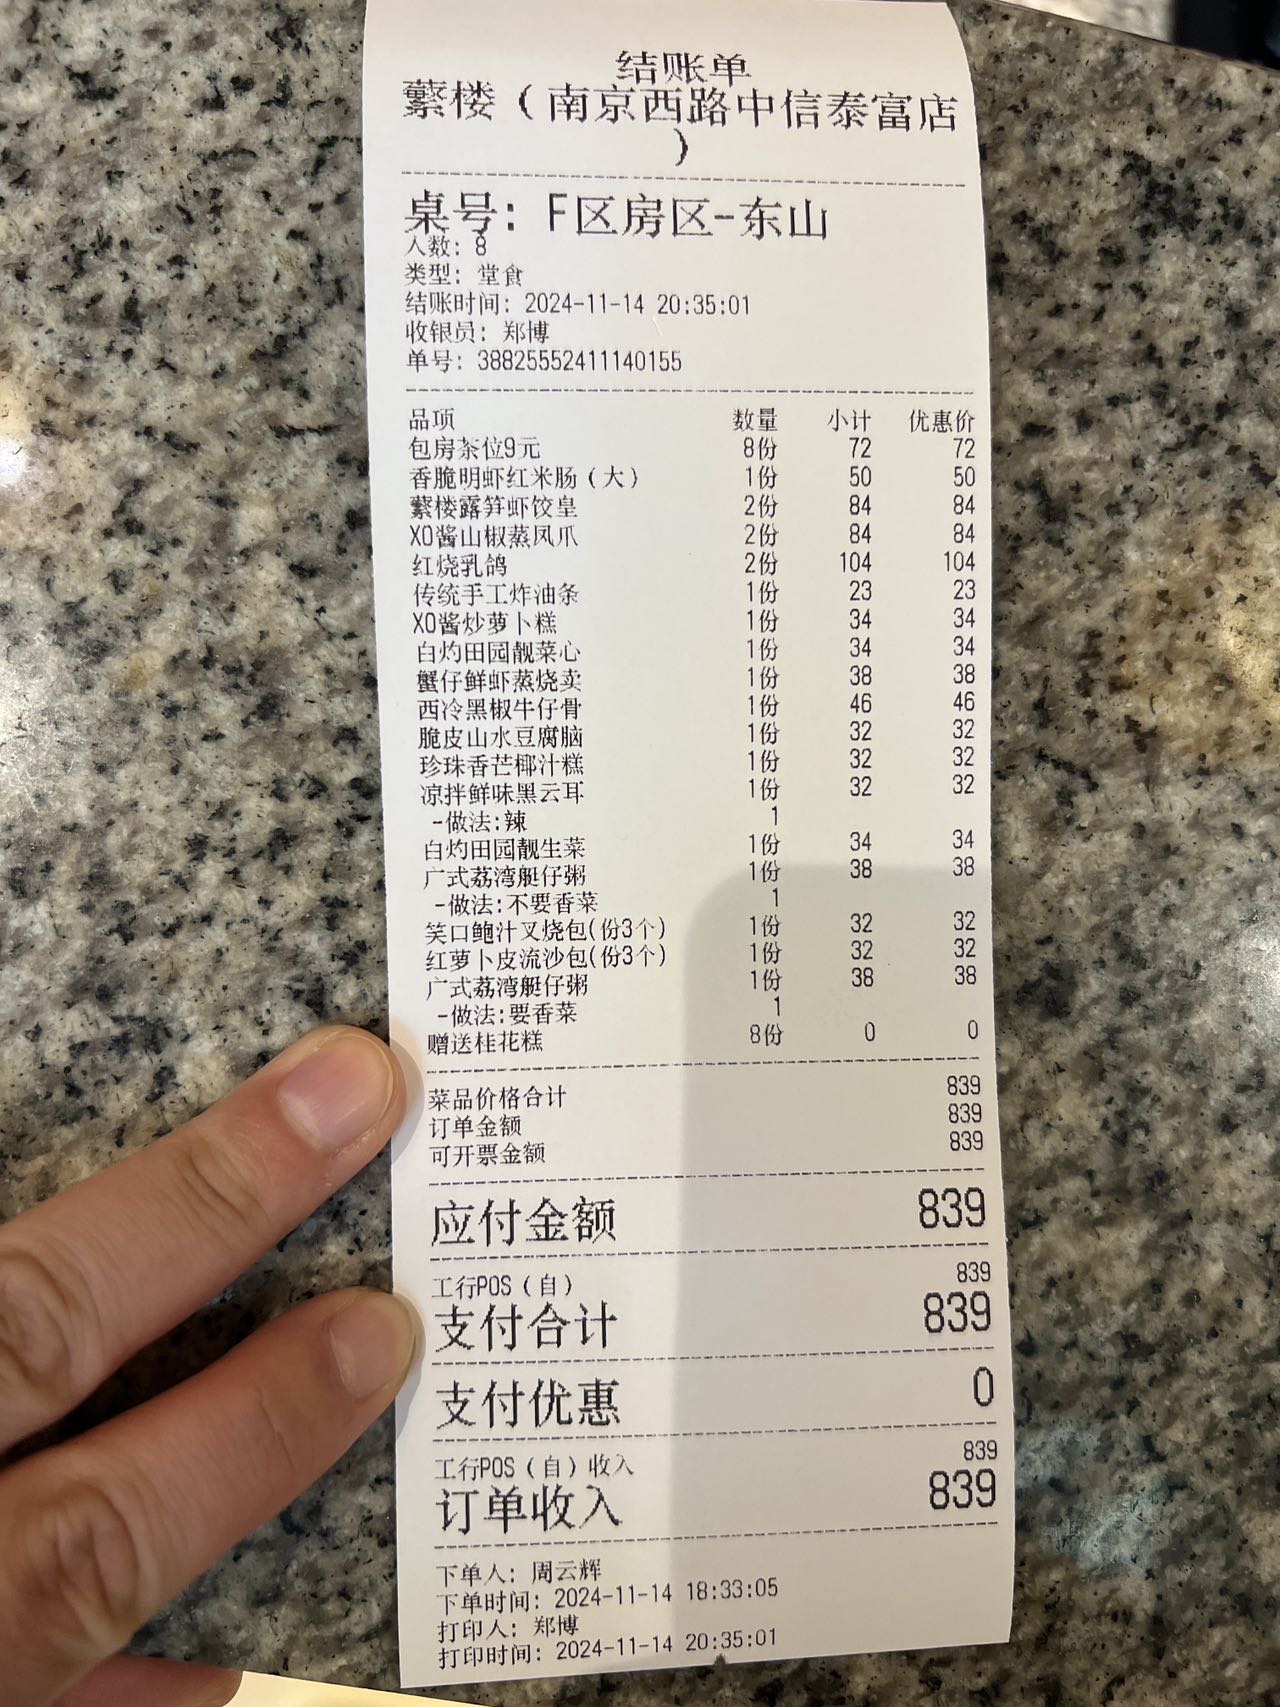 结账单
蘩楼（南京西路中信泰富店
）
桌号：F区房区-东山
人数：8
类型：堂食
结账时间：2024-11-14 20:35:01
收银员：郑博
单号：38825552411140155
品项 数量 小计 优惠价
包房茶位9元 8份 72 72
香脆明虾红米肠（大） 1份 50 50
蘩楼露笋虾饺皇 2份 84 84
XO酱山椒蒸凤爪 2份 84 84
红烧乳鸽 2份 104 104
传统手工炸油条 1份 23 23
XO酱炒萝卜糕 1份 34 34
白灼田园靓菜心 1份 34 34
蟹仔鲜虾蒸烧卖 1份 38 38
西冷黑椒牛仔骨 1份 46 46
脆皮山水豆腐脑 1份 32 32
珍珠香芒椰汁糕 1份 32 32
凉拌鲜味黑云耳 1份 32 32
-做法:辣 1
白灼田园靓生菜 1份 34 34
广式荔湾艇仔粥 1份 38 38
-做法:不要香菜 1
笑口鲍汁叉烧包(份3个) 1份 32 32
红萝卜皮流沙包(份3个) 1份 32 32
广式荔湾艇仔粥 1份 38 38
-做法:要香菜 1
赠送桂花糕 8份 0 0
菜品价格合计 839
订单金额 839
可开票金额 839
应付金额 839
工行POS（自） 839
支付合计 839
支付优惠 0
工行POS（自）收入 839
订单收入 839
下单人：周云辉
下单时间：2024-11-14 18:33:05
打印人：郑博
打印时间：2024-11-14 20:35:01